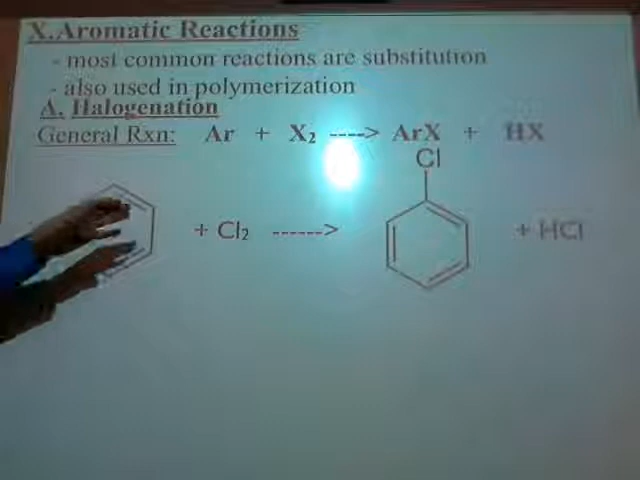 X.Aromatic Reactions
- most common reactions are substitution
- also used in polymerization
A. Halogenation
General Rxn: Ar + X₂ ----> ArX + HX
Cl
+ Cl₂ ------> + HCl